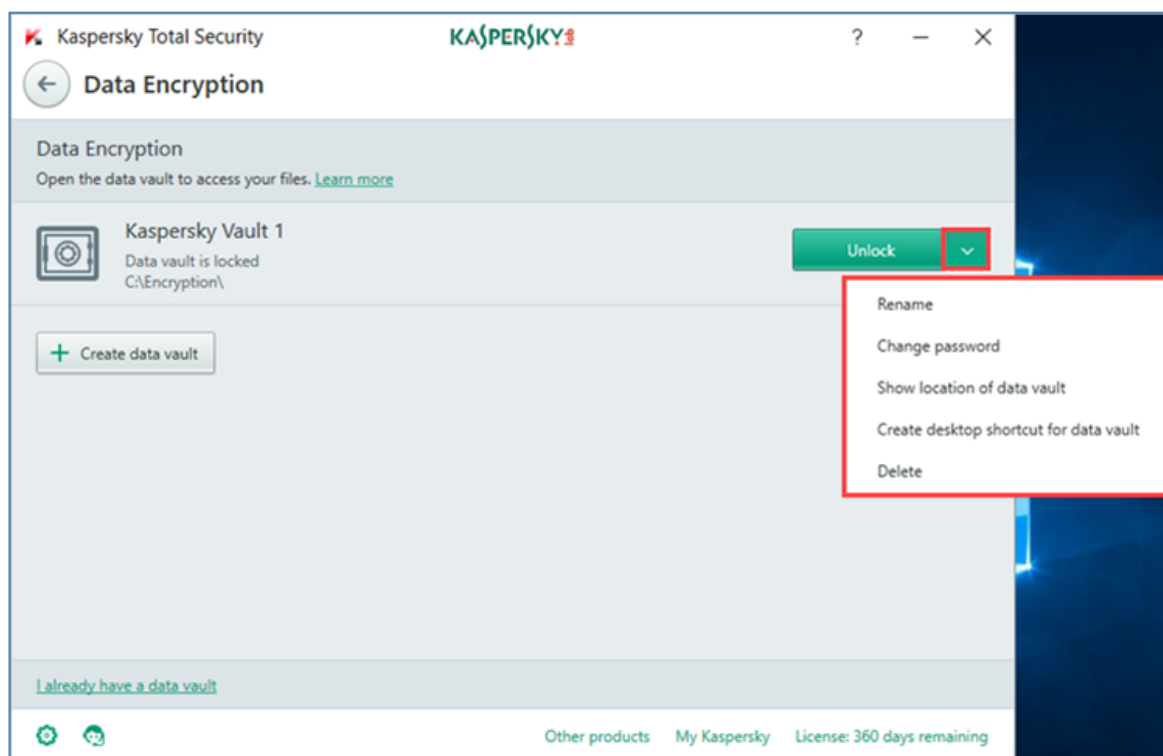 Kaspersky Total Security
KASPERSKY lab
?
Data Encryption
Data Encryption
Open the data vault to access your files. Learn more
Kaspersky Vault 1
Data vault is locked
C:\Encryption\
Unlock
Rename
Change password
Show location of data vault
Create desktop shortcut for data vault
Delete
+ Create data vault
I already have a data vault
Other products My Kaspersky License: 360 days remaining